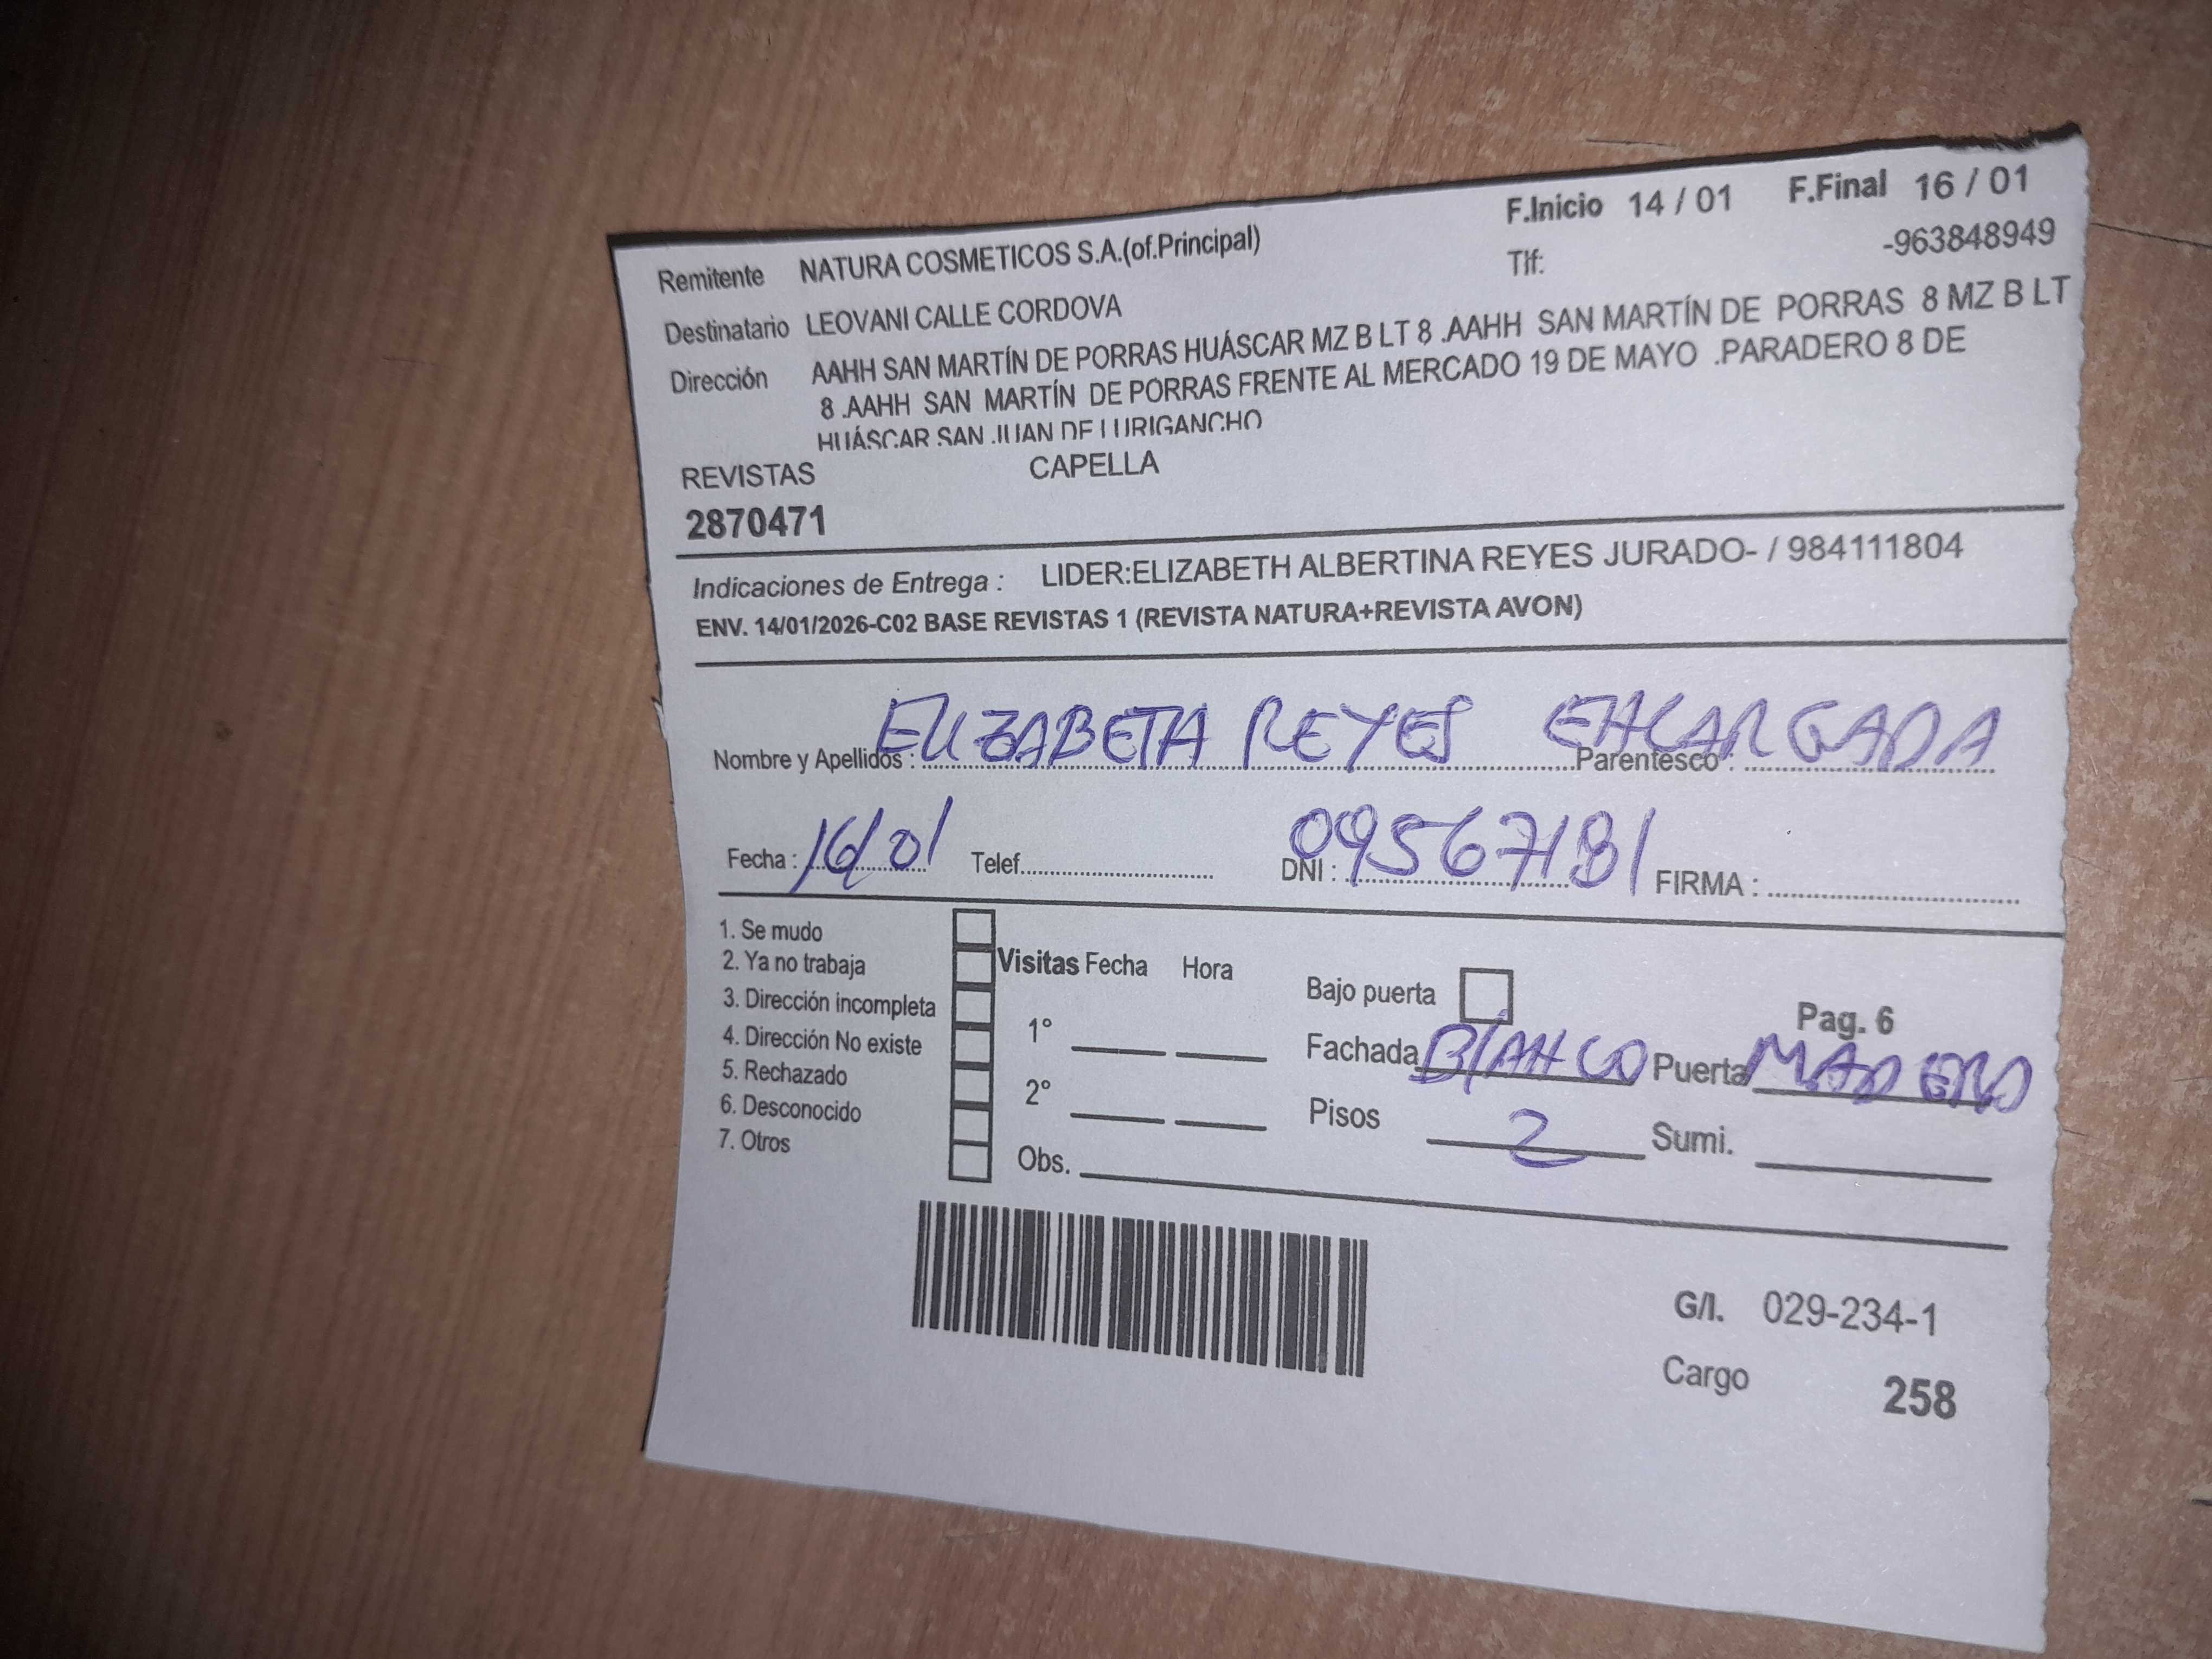 F.Inicio 14 / 01 F.Final 16 / 01
Remitente NATURA COSMETICOS S.A.(of.Principal) Tlf: -963848949
Destinatario LEOVANI CALLE CORDOVA
Dirección AAHH SAN MARTÍN DE PORRAS HUÁSCAR MZ B LT 8 .AAHH SAN MARTÍN DE PORRAS 8 MZ B LT
8 .AAHH SAN MARTÍN DE PORRAS FRENTE AL MERCADO 19 DE MAYO .PARADERO 8 DE
HUÁSCAR SAN JUAN DE LURIGANCHO
REVISTAS CAPELLA
2870471
Indicaciones de Entrega : LIDER:ELIZABETH ALBERTINA REYES JURADO- / 984111804
ENV. 14/01/2026-C02 BASE REVISTAS 1 (REVISTA NATURA+REVISTA AVON)
Nombre y Apellidos : ELIZABETA REYES Parentesco : ENCARGADA
Fecha : 16/01 Telef. DNI : 09567181 FIRMA :
1. Se mudo
2. Ya no trabaja Visitas Fecha Hora
3. Dirección incompleta Bajo puerta Pag. 6
4. Dirección No existe 1° Fachada BLANCO Puerta MADERO
5. Rechazado
6. Desconocido 2° Pisos 2 Sumi.
7. Otros Obs.
G/I. 029-234-1
Cargo 258